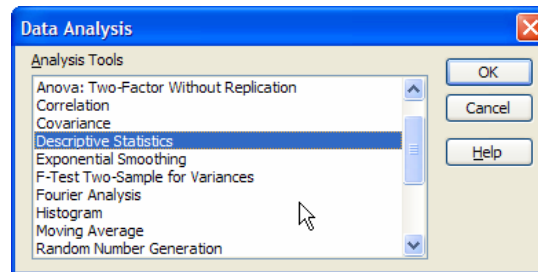 Data Analysis
Analysis Tools
Anova: Two-Factor Without Replication
Correlation
Covariance
Descriptive Statistics
Exponential Smoothing
F-Test Two-Sample for Variances
Fourier Analysis
Histogram
Moving Average
Random Number Generation
OK
Cancel
Help